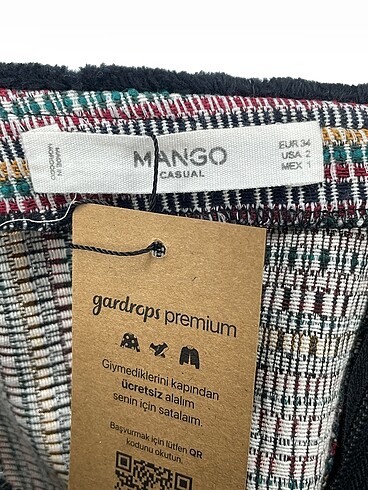 MADE IN
MOROCCO
MANGO
CASUAL
EUR 34
USA 2
MEX 1
gardrops premium
Giymediklerini kapından
ücretsiz alalım
senin için satalım.
Başvurmak için lütfen QR
kodunu okutun.